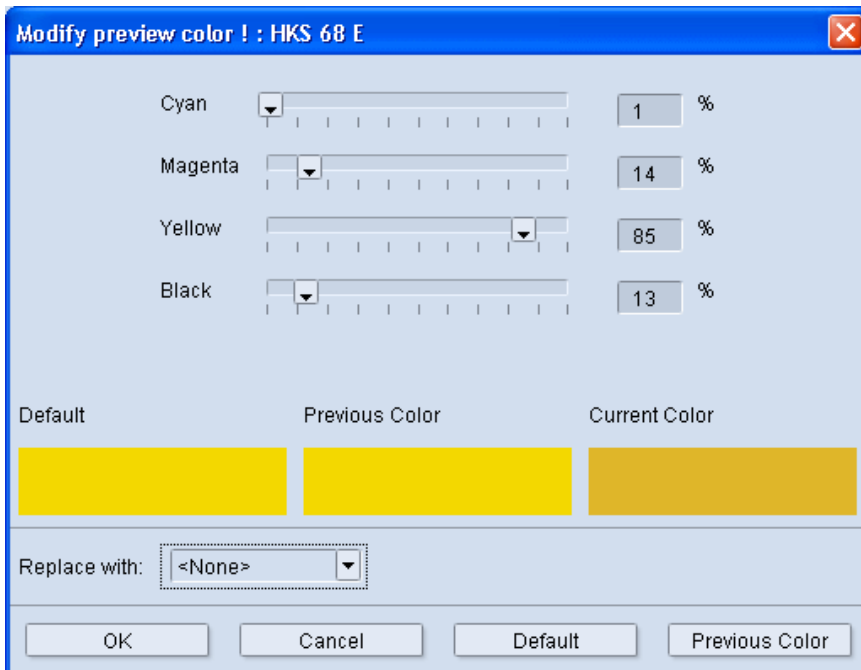 Modify preview color ! : HKS 68 E
Cyan 1 %
Magenta 14 %
Yellow 85 %
Black 13 %
Default Previous Color Current Color
Replace with: <None>
OK Cancel Default Previous Color